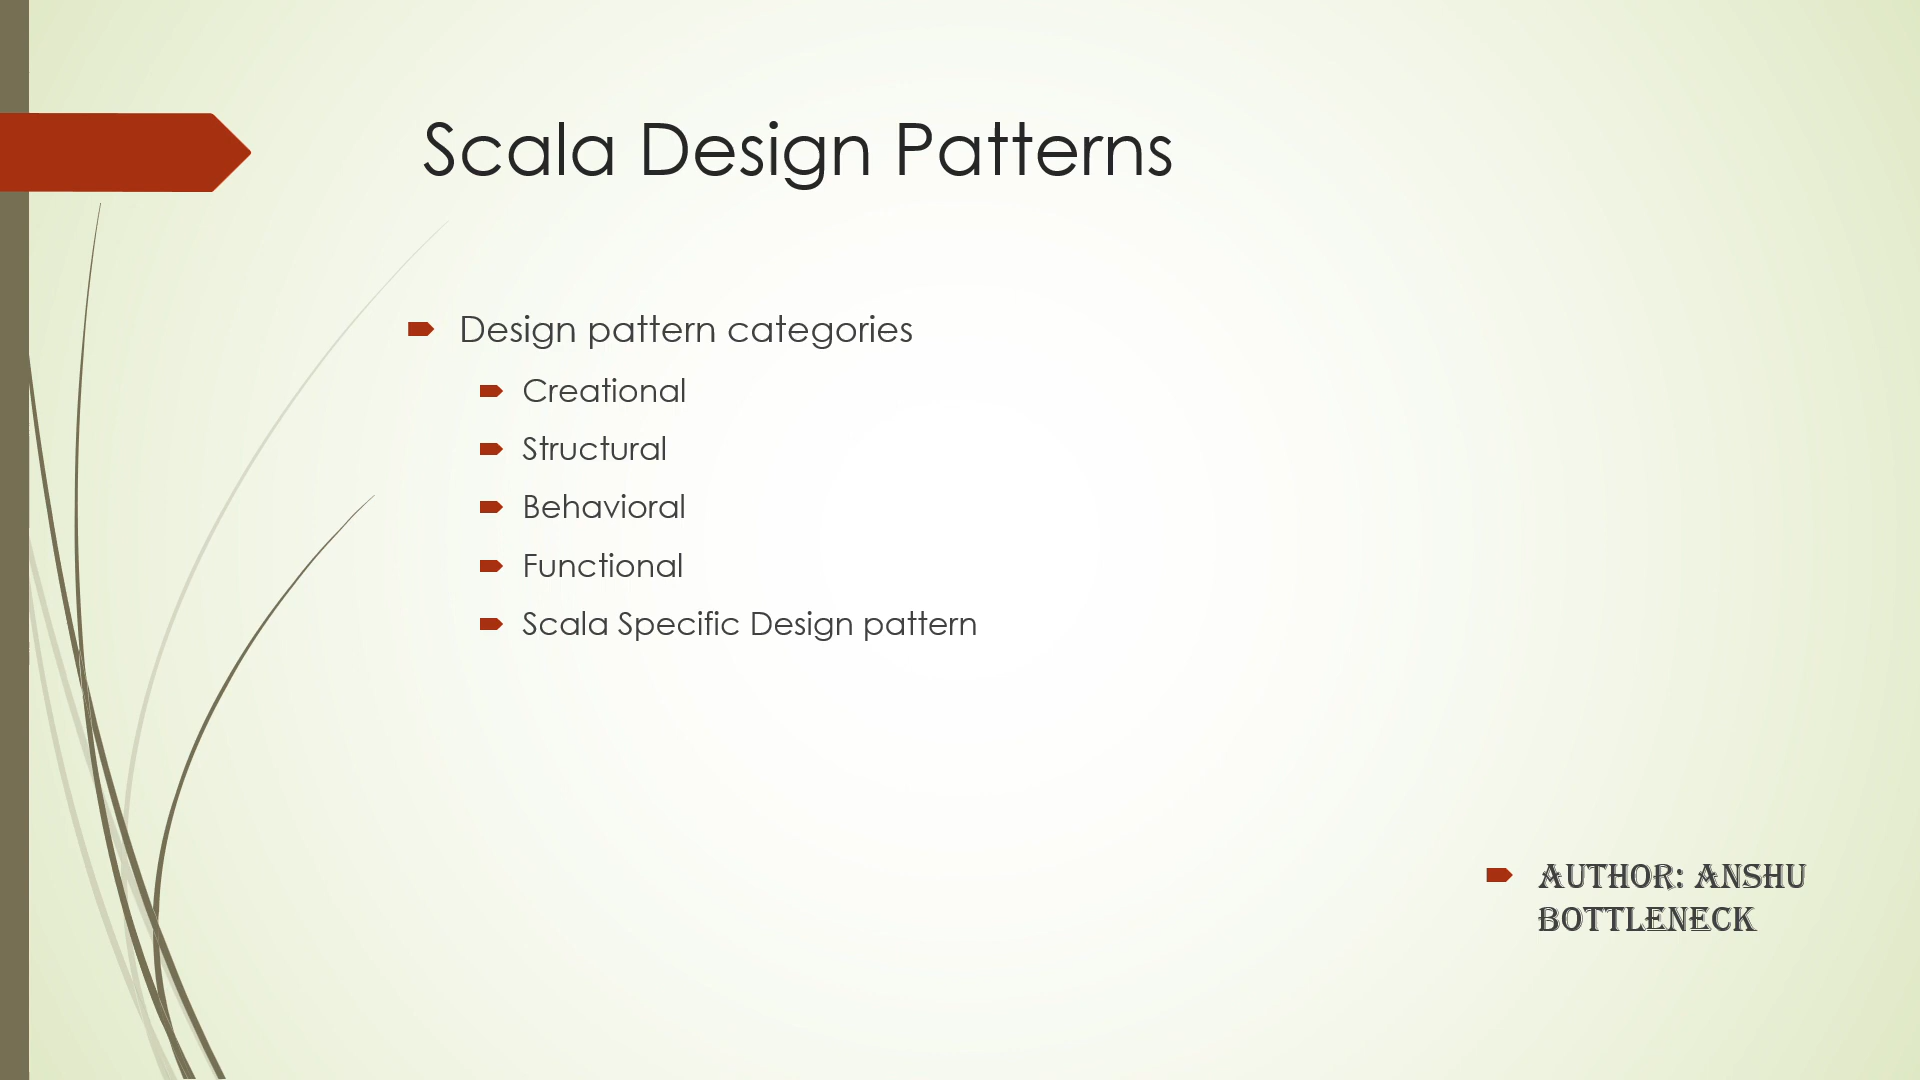 Scala Design Patterns
Design pattern categories
Creational
Structural
Behavioral
Functional
Scala Specific Design pattern
AUTHOR: ANSHU
BOTTLENECK